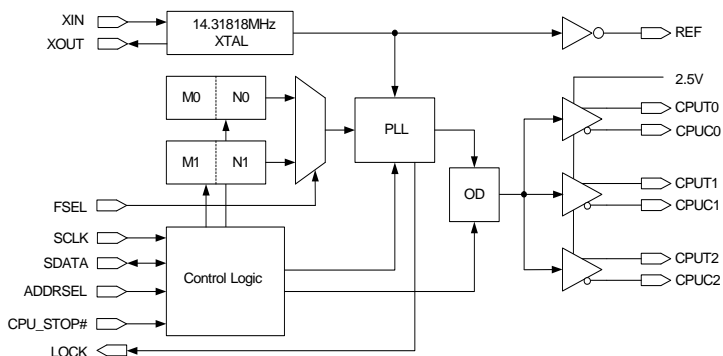 XIN
XOUT
14.31818MHz
XTAL
REF
M0 N0
M1 N1
PLL
2.5V
CPUT0
CPUC0
OD
CPUT1
CPUC1
FSEL
SCLK
SDATA
ADDRSEL
CPU_STOP#
LOCK
Control Logic
CPUT2
CPUC2